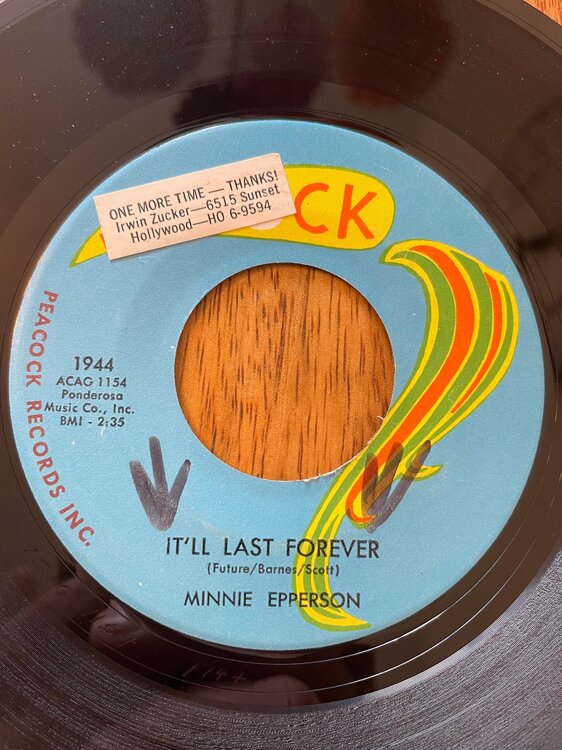 ONE MORE TIME — THANKS!
Irwin Zucker—6515 Sunset
Hollywood—HO 6-9594
CK
PEACOCK RECORDS INC.
1944
ACAG 1154
Ponderosa
Music Co., Inc.
BMI - 2:35
IT'LL LAST FOREVER
(Future/Barnes/Scott)
MINNIE EPPERSON